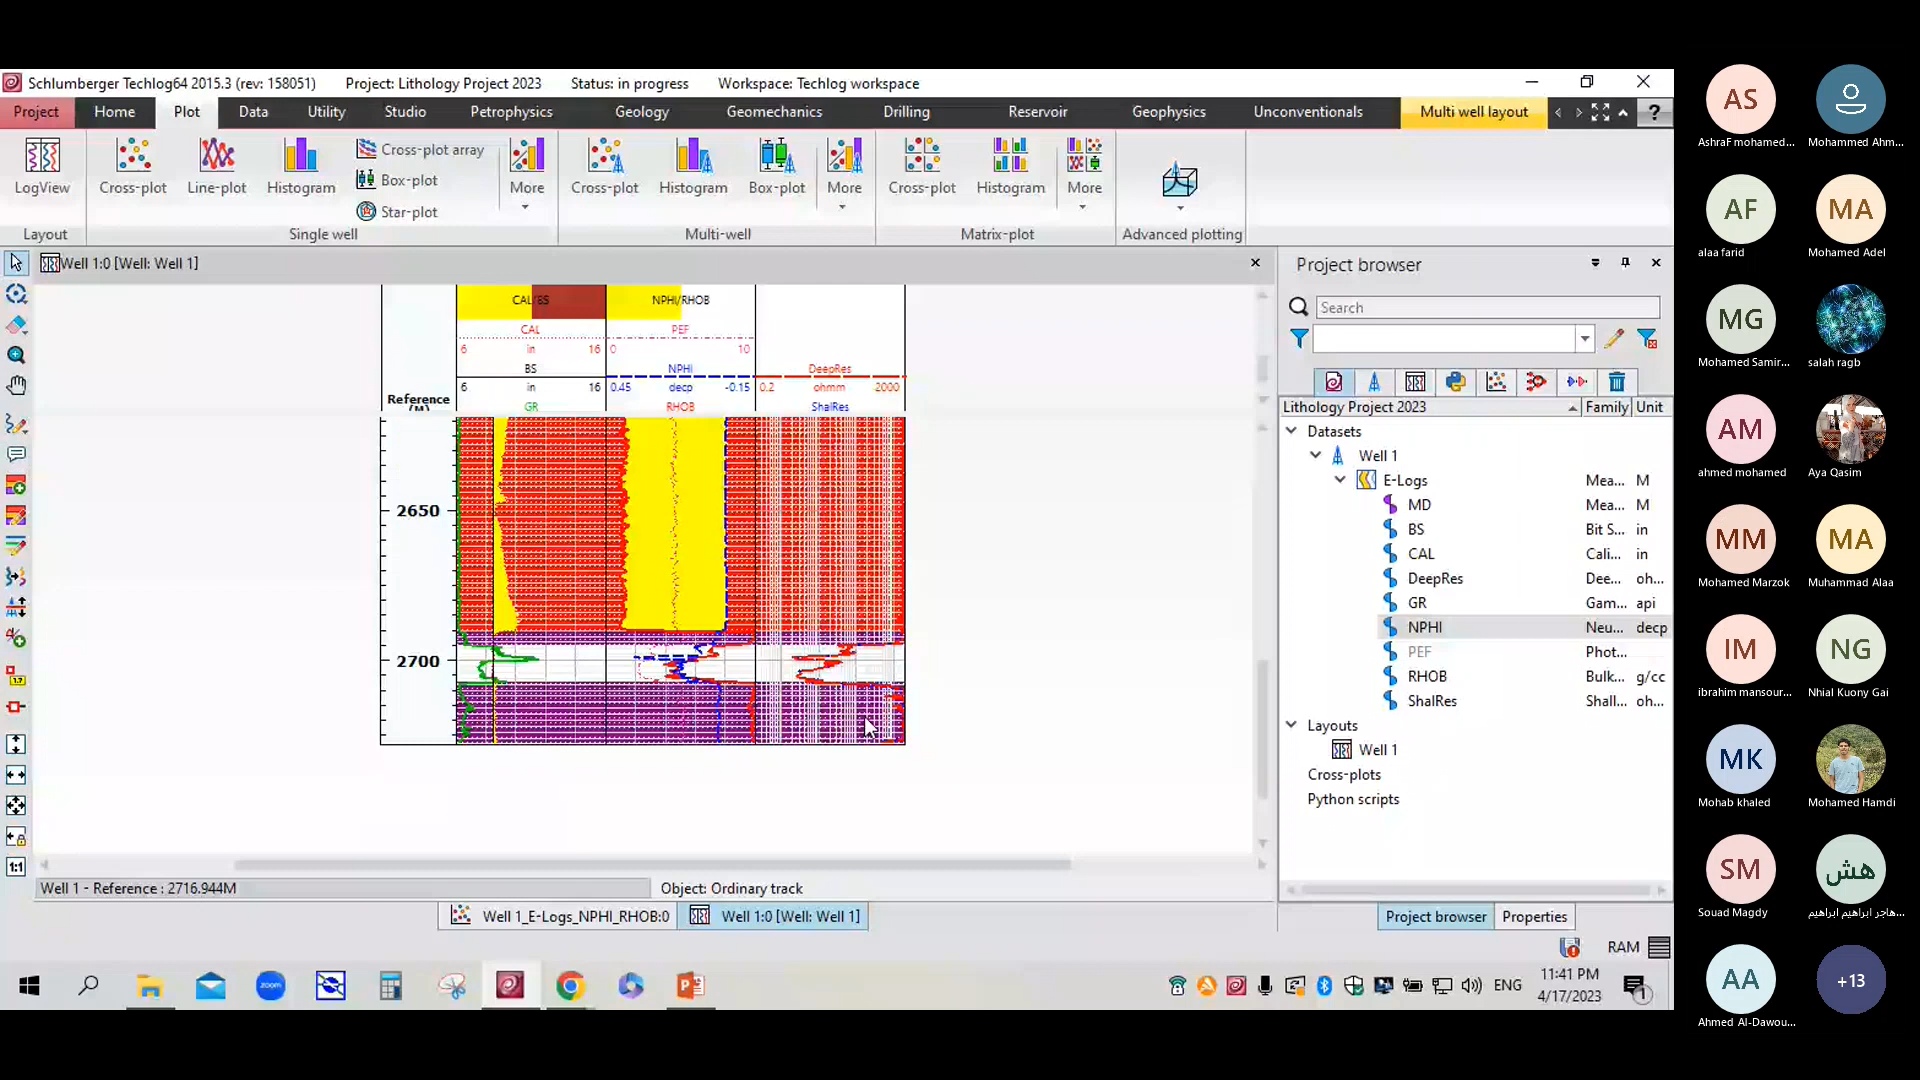 Schlumberger Techlog64 2015.3 (rev: 158051) Project: Lithology Project 2023 Status: in progress Workspace: Techlog workspace
Project Home Plot Data Utility Studio Petrophysics Geology Geomechanics Drilling Reservoir Geophysics Unconventionals Multi well layout ?
LogView Cross-plot Line-plot Histogram Cross-plot array Box-plot Star-plot More Cross-plot Histogram Box-plot More Cross-plot Histogram More
Layout Single well Multi-well Matrix-plot Advanced plotting
Well 1:0 [Well: Well 1]
CAL/BS NPHI/RHOB
CAL PEF
6 in 16 0 10
BS NPHI DeepRes
6 in 16 0.45 decp -0.15 0.2 ohmm 2000
Reference
(M)
GR RHOB ShalRes
2650
2700
Well 1 - Reference : 2716.944M Object: Ordinary track
Well 1_E-Logs_NPHI_RHOB:0 Well 1:0 [Well: Well 1]
Project browser
Search
Lithology Project 2023 Family Unit
Datasets
Well 1
E-Logs Mea... M
MD Mea... M
BS Bit S... in
CAL Cali... in
DeepRes Dee... oh...
GR Gam... api
NPHI Neu... decp
PEF Phot...
RHOB Bulk... g/cc
ShalRes Shall... oh...
Layouts
Well 1
Cross-plots
Python scripts
Project browser Properties
RAM
1:1
zoom
ENG
11:41 PM
4/17/2023
1
AS
AshraF mohamed... Mohammed Ahm...
AF MA
alaa farid Mohamed Adel
MG
Mohamed Samir... salah ragb
AM
ahmed mohamed Aya Qasim
MM MA
Mohamed Marzok Muhammad Alaa
IM NG
ibrahim mansour... Nhial Kuony Gai
MK
Mohab khaled Mohamed Hamdi
SM هش
Souad Magdy هاجر ابراهيم ابراهيم...
AA +13
Ahmed Al-Dawou...